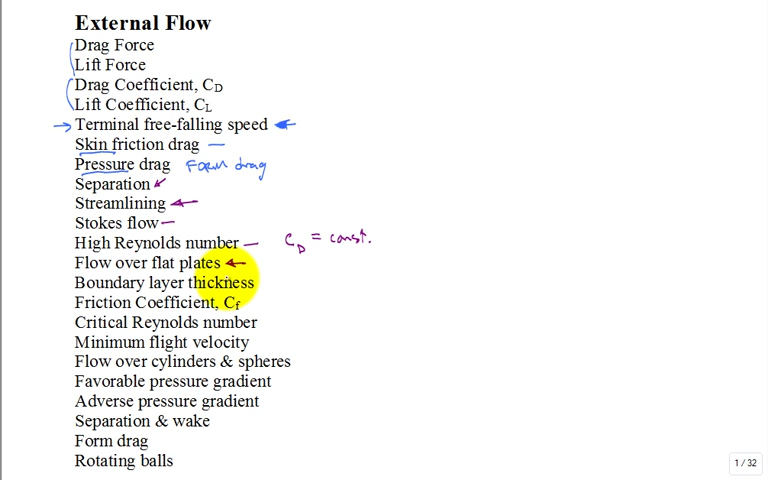 External Flow
Drag Force
Lift Force
Drag Coefficient, CD
Lift Coefficient, CL
Terminal free-falling speed
Skin friction drag
Pressure drag Form drag
Separation
Streamlining
Stokes flow
High Reynolds number CD = const.
Flow over flat plates
Boundary layer thickness
Friction Coefficient, Cf
Critical Reynolds number
Minimum flight velocity
Flow over cylinders & spheres
Favorable pressure gradient
Adverse pressure gradient
Separation & wake
Form drag
Rotating balls
1 / 32